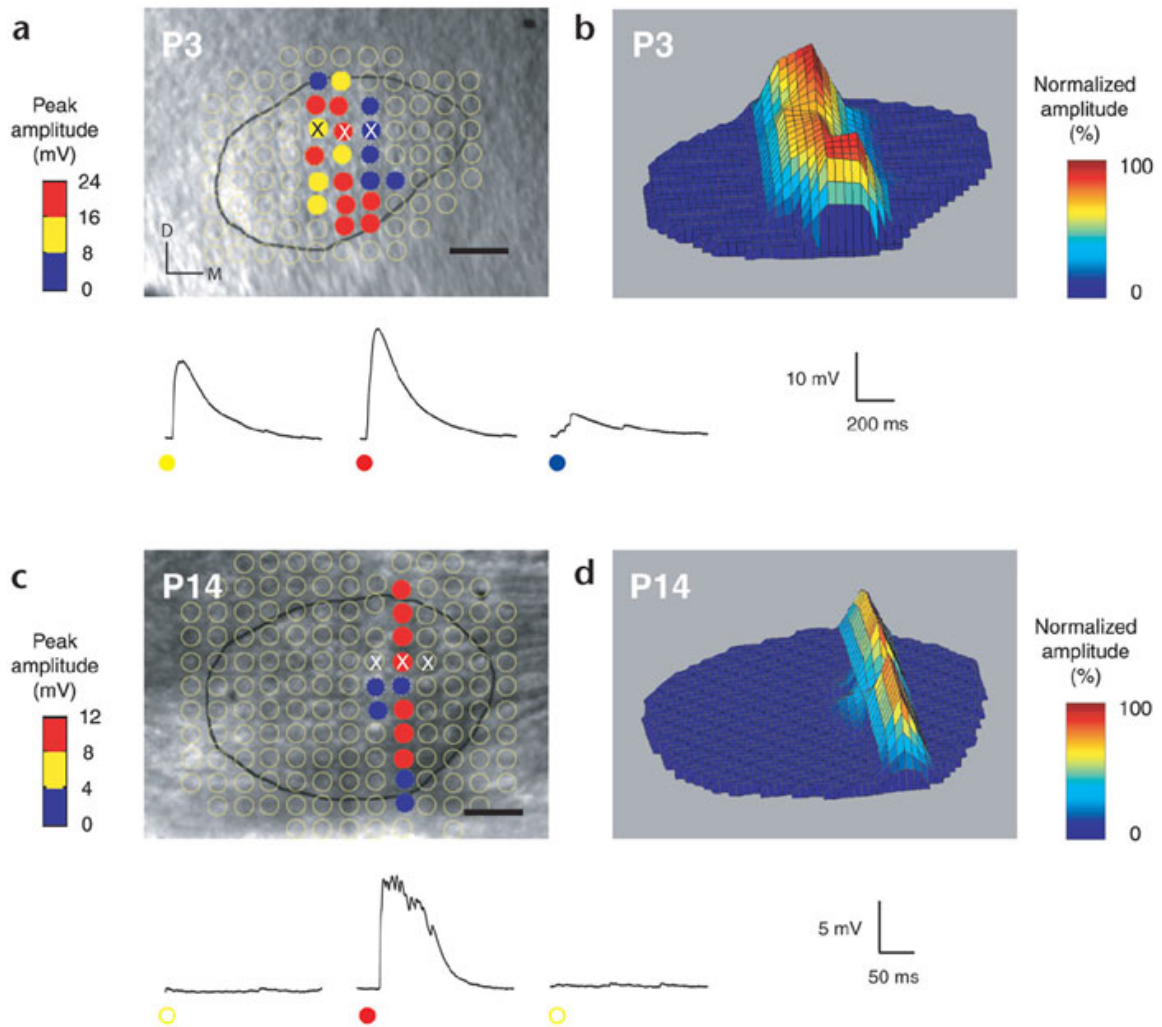 a
P3
Peak
amplitude
(mV)
24
16
8
0
X X X
D
M
b
P3
Normalized
amplitude
(%)
100
0
10 mV
200 ms
c
P14
Peak
amplitude
(mV)
12
8
4
0
X X X
d
P14
Normalized
amplitude
(%)
100
0
5 mV
50 ms